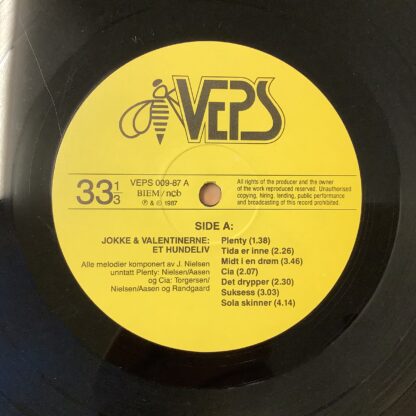 VEPS
33 1/3
VEPS 009-87 A
BIEM/ncb
℗ & © 1987
All rights of the producer and the owner
of the work reproduced reserved. Unauthorised
copying, hiring, lending, public performance
and broadcasting of this record prohibited.
SIDE A:
JOKKE & VALENTINERNE:
ET HUNDELIV
Alle melodier komponert av J. Nielsen
unntatt Plenty: Nielsen/Aasen
og Cia: Torgersen/
Nielsen/Aasen og Randgaard
Plenty (1.38)
Tida er inne (2.26)
Midt i en drøm (3.46)
Cia (2.07)
Det drypper (2.30)
Suksess (3.03)
Sola skinner (4.14)